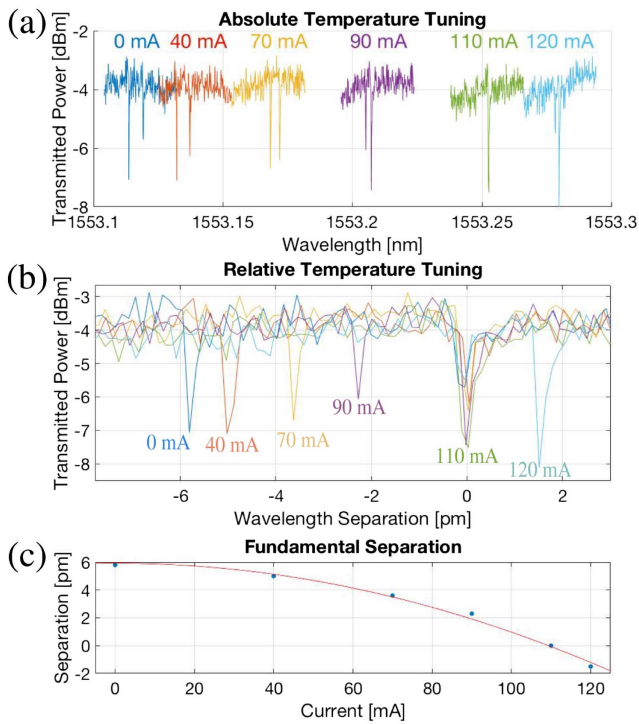 (a)
Absolute Temperature Tuning
0 mA 40 mA 70 mA 90 mA 110 mA 120 mA
Transmitted Power [dBm]
-2
-4
-6
-8
1553.1 1553.15 1553.2 1553.25 1553.3
Wavelength [nm]
(b)
Relative Temperature Tuning
Transmitted Power [dBm]
-3
-4
-5
-6
-7
-8
90 mA
0 mA 40 mA 70 mA 110 mA 120 mA
-6 -4 -2 0 2
Wavelength Separation [pm]
(c)
Fundamental Separation
Separation [pm]
6
4
2
0
-2
0 20 40 60 80 100 120
Current [mA]